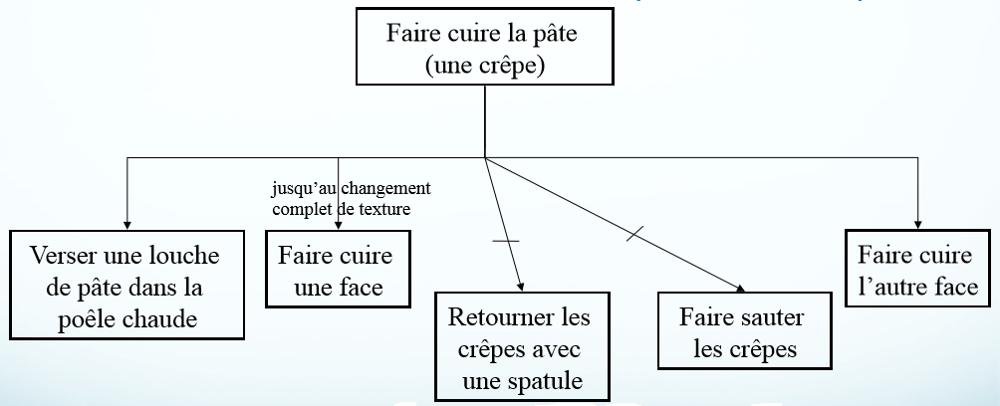 Faire cuire la pâte
(une crêpe)
jusqu'au changement
complet de texture
Verser une louche
de pâte dans la
poêle chaude
Faire cuire
une face
Retourner les
crêpes avec
une spatule
Faire sauter
les crêpes
Faire cuire
l'autre face